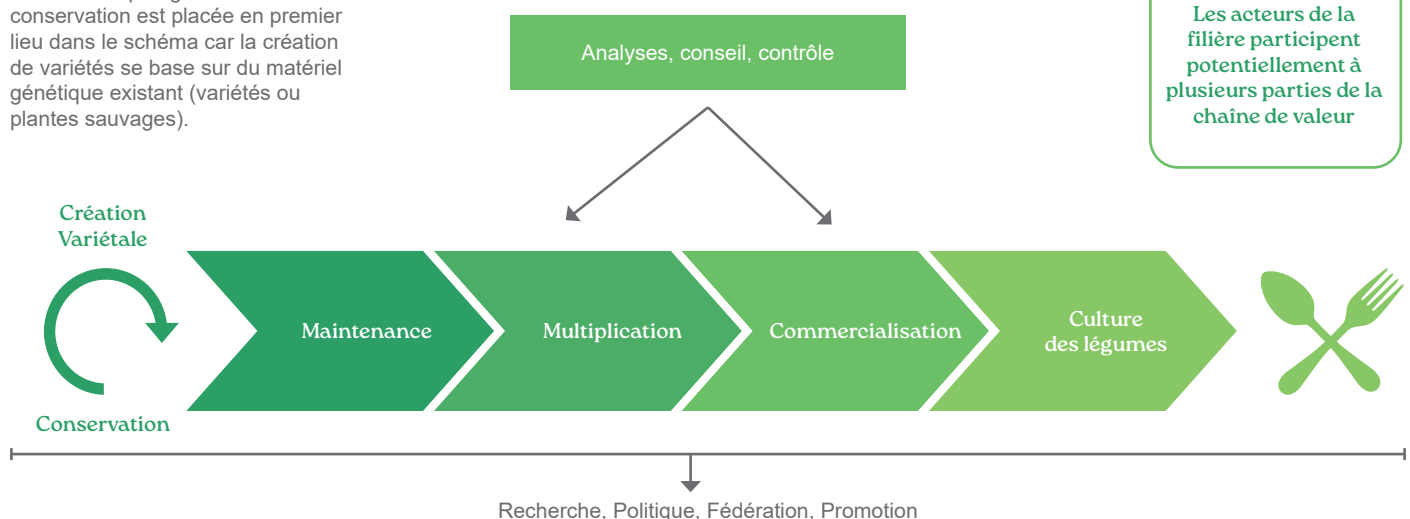 conservation est placée en premier
lieu dans le schéma car la création
de variétés se base sur du matériel
génétique existant (variétés ou
plantes sauvages).
Analyses, conseil, contrôle
Les acteurs de la
filière participent
potentiellement à
plusieurs parties de la
chaîne de valeur
Création
Variétale
Conservation
Maintenance
Multiplication
Commercialisation
Culture
des légumes
Recherche, Politique, Fédération, Promotion